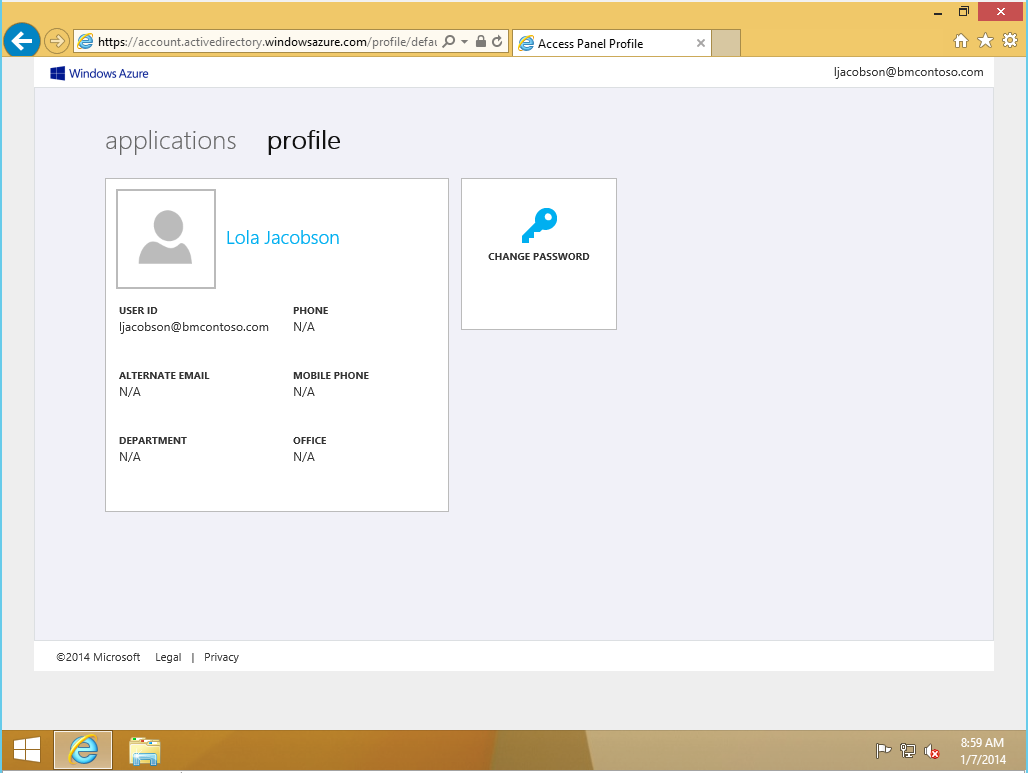 https://account.activedirectory.windowsazure.com/profile/defau
Access Panel Profile
Windows Azure
ljacobson@bmcontoso.com
applications profile
Lola Jacobson
CHANGE PASSWORD
USER ID PHONE
ljacobson@bmcontoso.com N/A
ALTERNATE EMAIL MOBILE PHONE
N/A N/A
DEPARTMENT OFFICE
N/A N/A
©2014 Microsoft Legal | Privacy
8:59 AM
1/7/2014